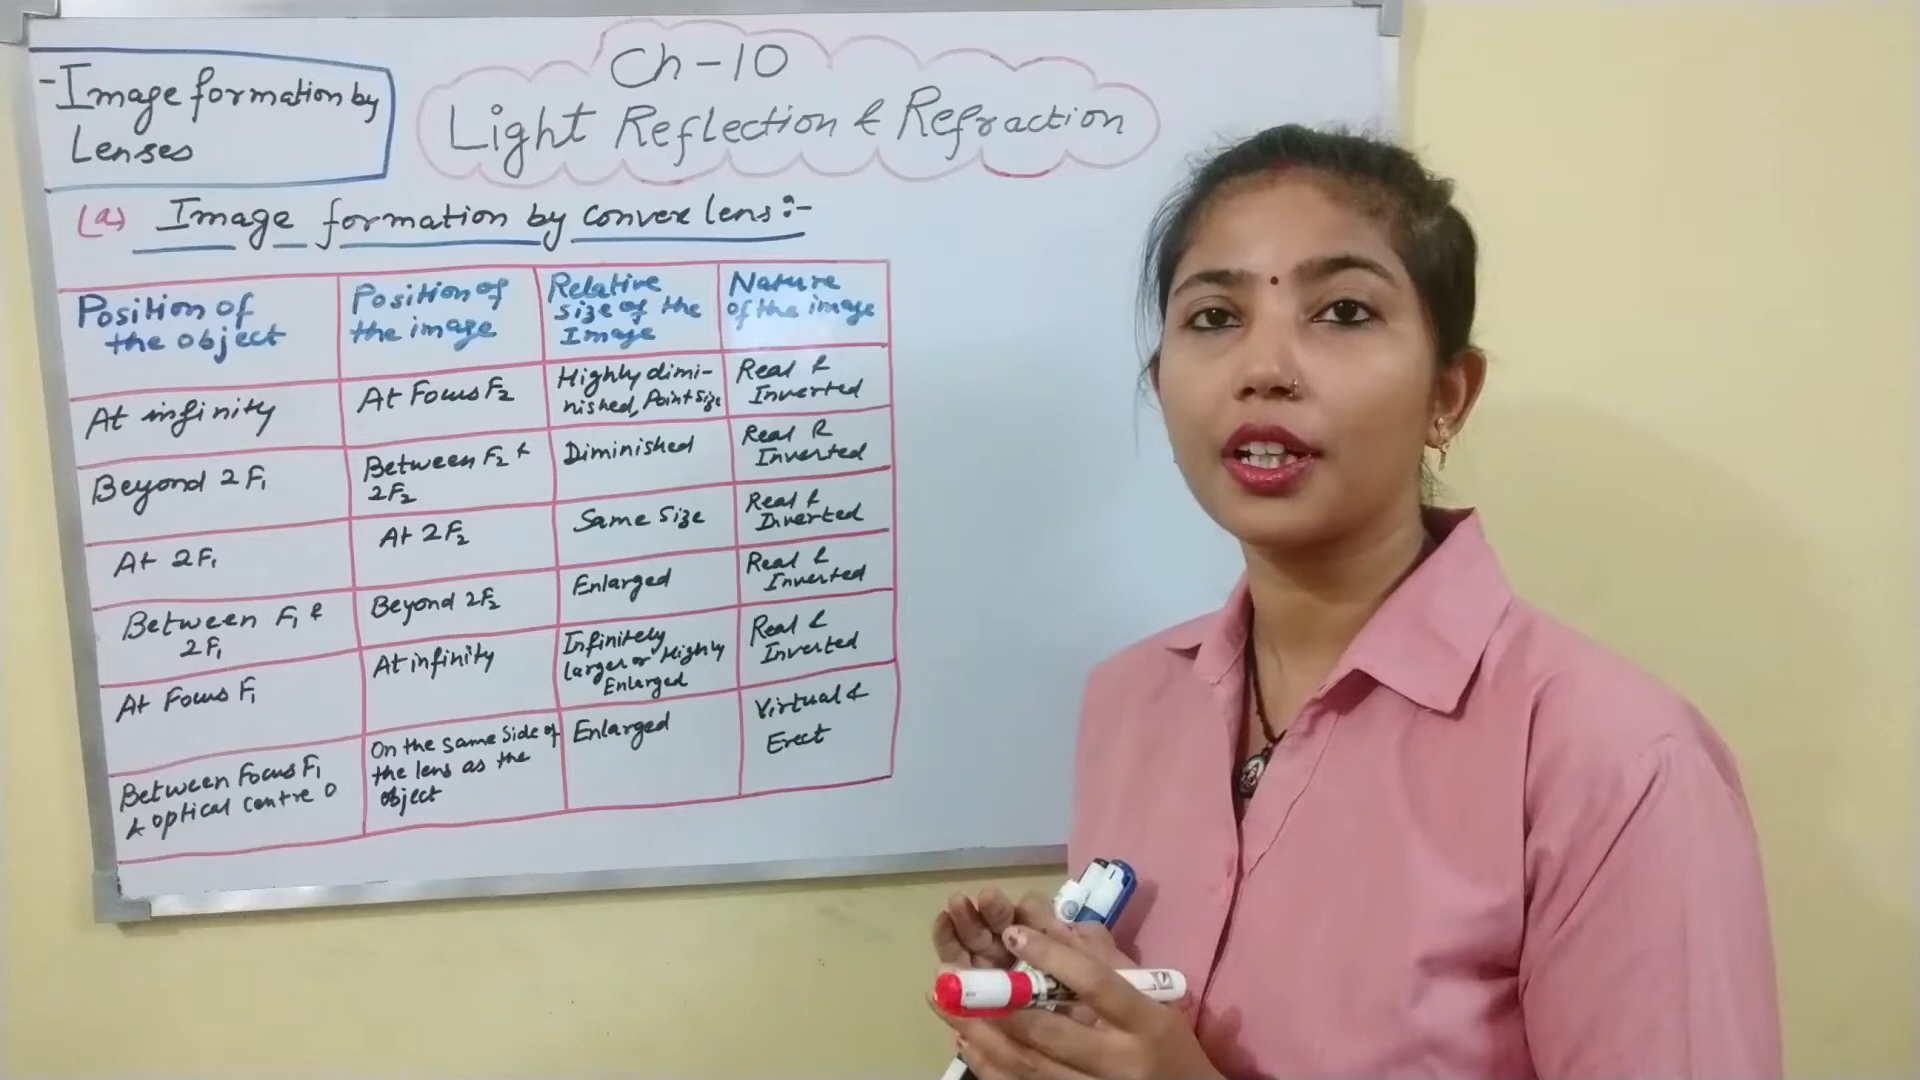 -Image formation by
Lenses
Ch-10
Light Reflection & Refraction
(a) Image formation by convex lens:-
Position of
the object
Position of
the image
Relative
size of the
Image
Nature
of the image
At infinity
At Focus F₂
Highly dimi-
nished, Point size
Real &
Inverted
Beyond 2F₁
Between F₂ &
2F₂
Diminished
Real &
Inverted
At 2F₁
At 2F₂
Same size
Real &
Inverted
Between F₁ &
2F₁
Beyond 2F₂
Enlarged
Real &
Inverted
At Focus F₁
At infinity
Infinitely
larger or Highly
Enlarged
Real &
Inverted
Between Focus F₁
& optical centre O
On the same side of
the lens as the
object
Enlarged
Virtual &
Erect